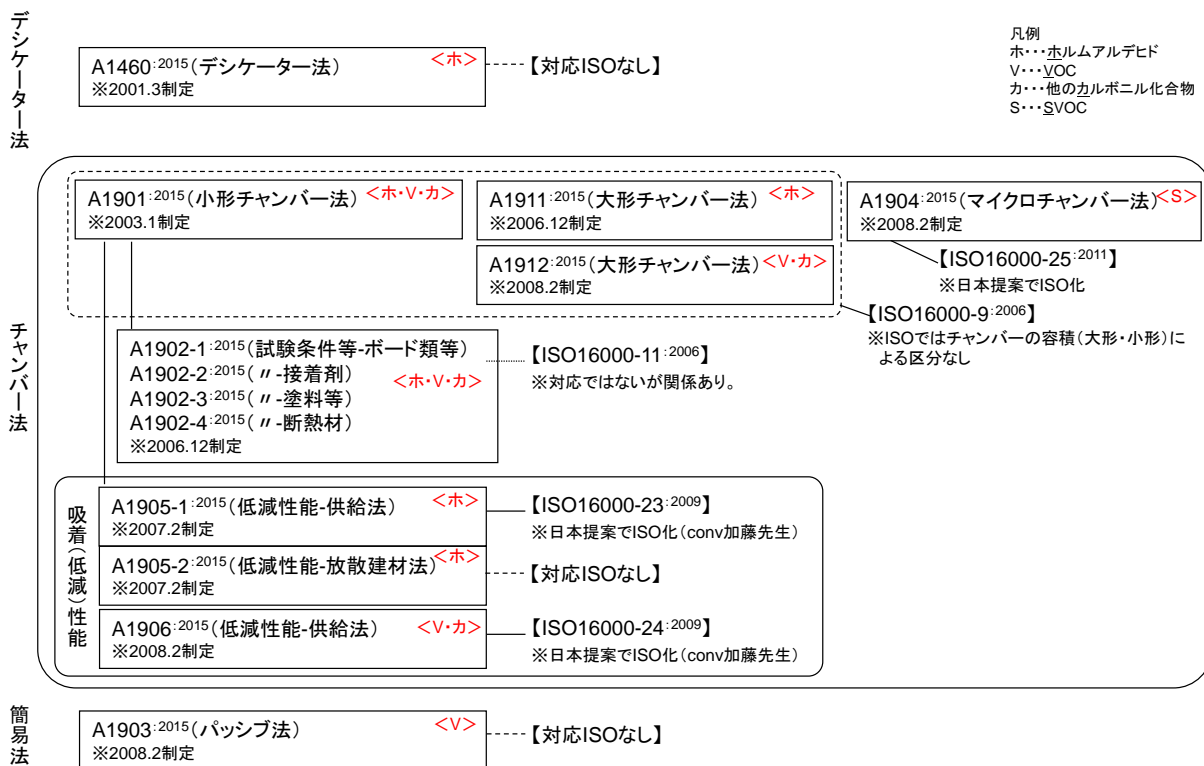 デシケーター法
A1460:2015(デシケーター法) <ホ>
※2001.3制定
【対応ISOなし】
凡例
ホ・・・ホルムアルデヒド
V・・・VOC
カ・・・他のカルボニル化合物
S・・・SVOC
チャンバー法
A1901:2015(小形チャンバー法) <ホ・V・カ>
※2003.1制定
A1911:2015(大形チャンバー法) <ホ>
※2006.12制定
A1904:2015(マイクロチャンバー法) <S>
※2008.2制定
A1912:2015(大形チャンバー法) <V・カ>
※2008.2制定
【ISO16000-25:2011】
※日本提案でISO化
【ISO16000-9:2006】
※ISOではチャンバーの容積(大形・小形)に
よる区分なし
A1902-1:2015(試験条件等-ボード類等)
A1902-2:2015(〃-接着剤) <ホ・V・カ>
A1902-3:2015(〃-塗料等)
A1902-4:2015(〃-断熱材)
※2006.12制定
【ISO16000-11:2006】
※対応ではないが関係あり。
吸着(低減)性能
A1905-1:2015(低減性能-供給法) <ホ>
※2007.2制定
【ISO16000-23:2009】
※日本提案でISO化(conv加藤先生)
A1905-2:2015(低減性能-放散建材法) <ホ>
※2007.2制定
【対応ISOなし】
A1906:2015(低減性能-供給法) <V・カ>
※2008.2制定
【ISO16000-24:2009】
※日本提案でISO化(conv加藤先生)
簡易法
A1903:2015(パッシブ法) <V>
※2008.2制定
【対応ISOなし】